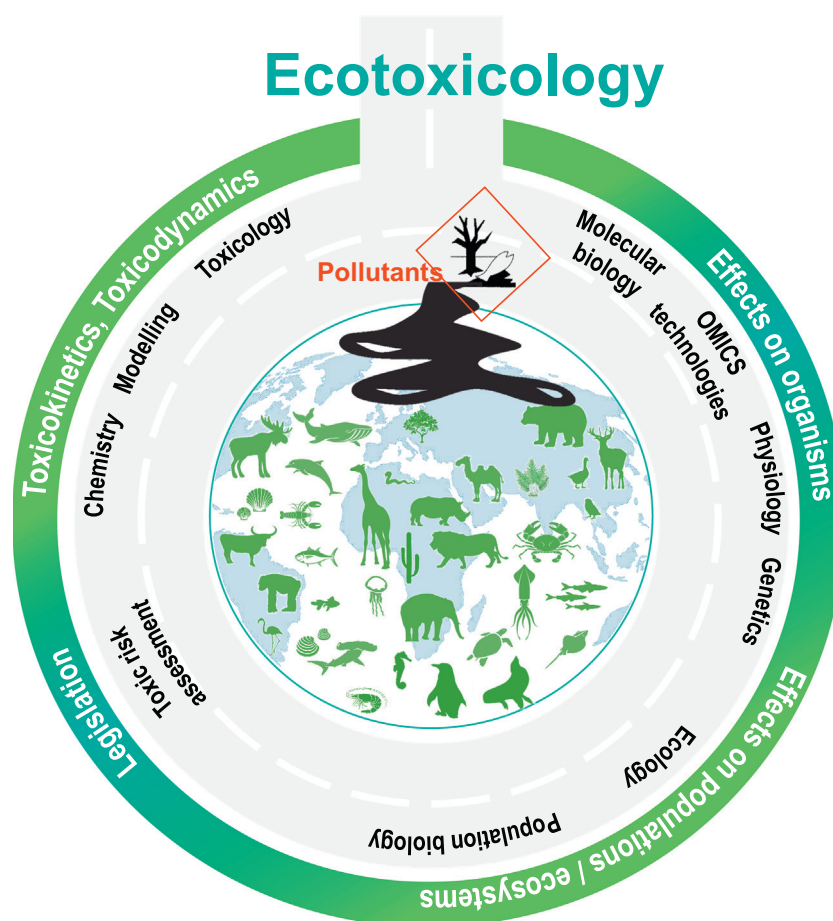 Ecotoxicology
Pollutants
Toxicokinetics, Toxicodynamics
Toxicology
Modelling
Chemistry
Effects on organisms
Molecular
biology
OMICS
technologies
Physiology
Genetics
Effects on populations / ecosystems
Ecology
Population biology
Legislation
Toxic risk
assessment